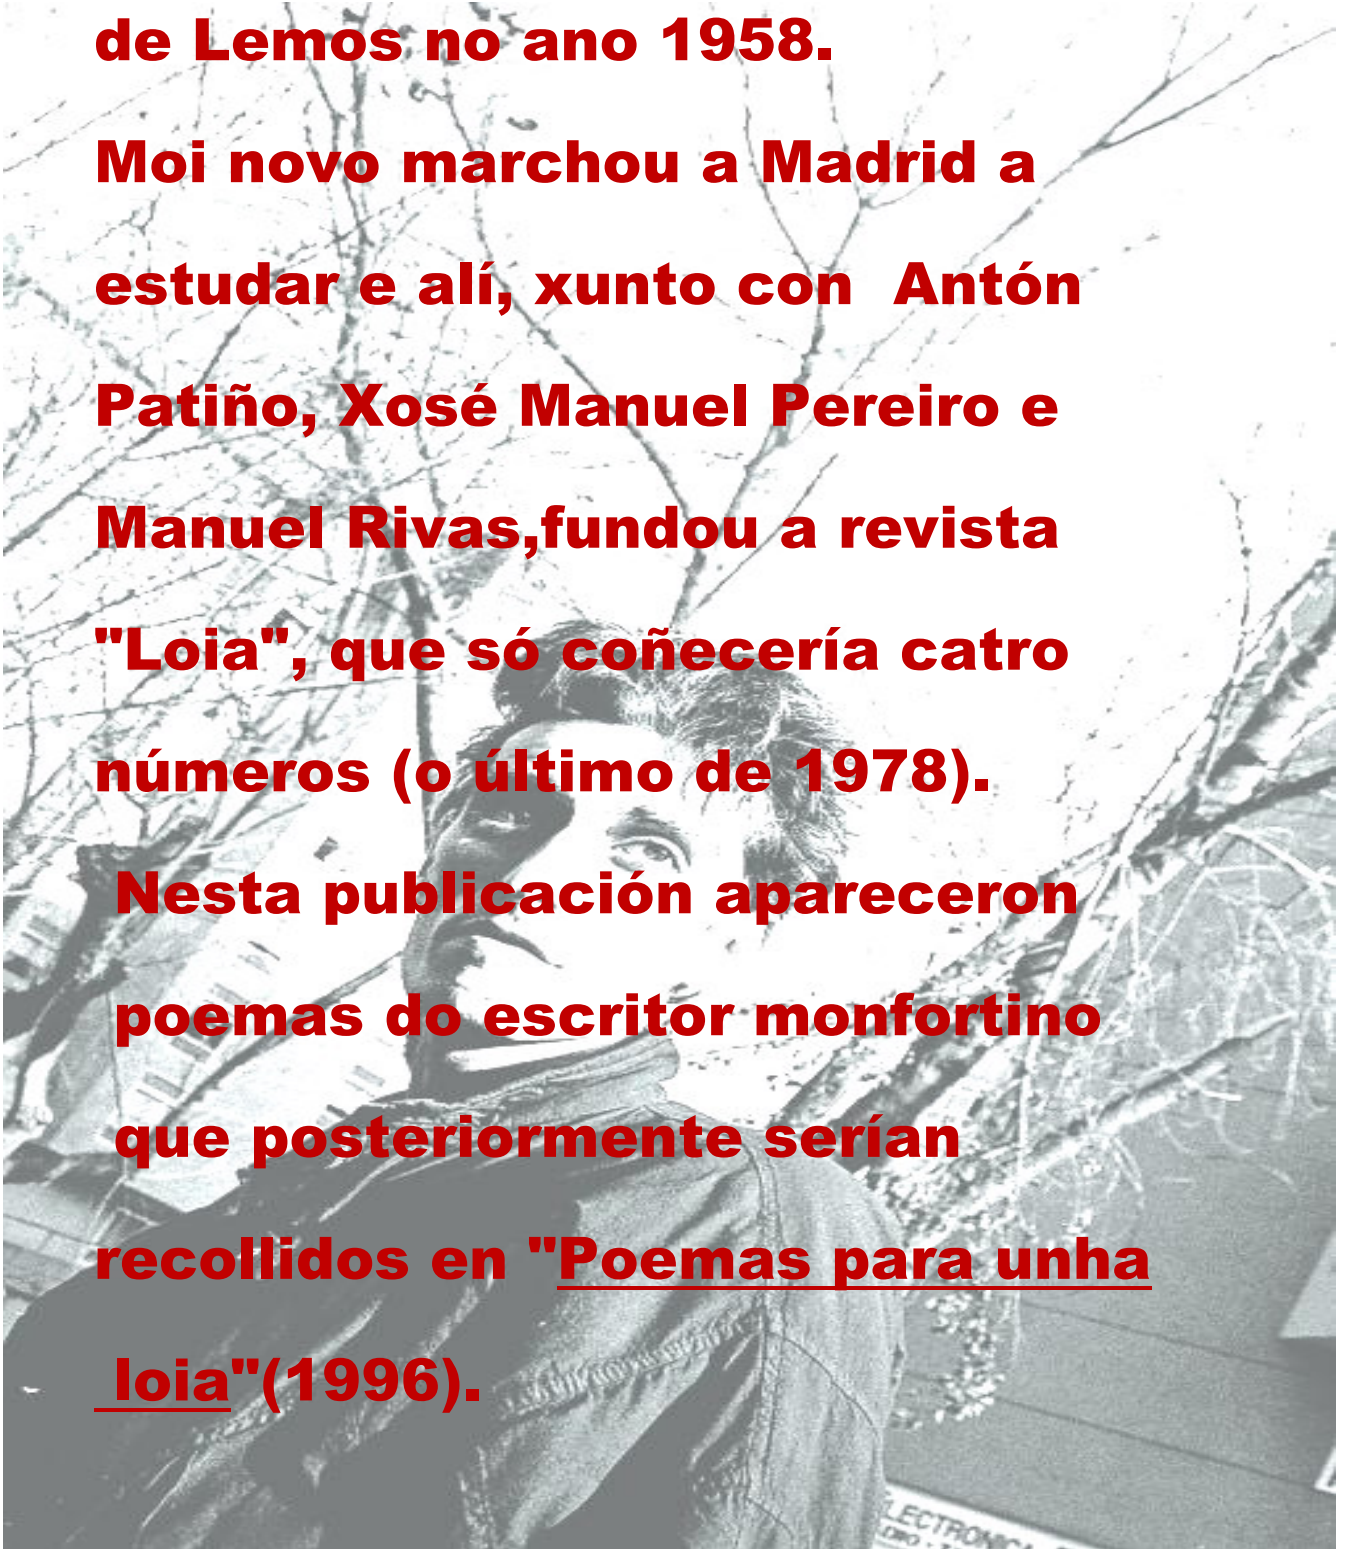 de Lemos no ano 1958.
Moi novo marchou a Madrid a
estudar e alí, xunto con  Antón
Patiño, Xosé Manuel Pereiro e
Manuel Rivas,fundou a revista
"Loia", que só coñecería catro
números (o último de 1978).
Nesta publicación apareceron
poemas do escritor monfortino
que posteriormente serían
recollidos en "Poemas para unha
loia"(1996).